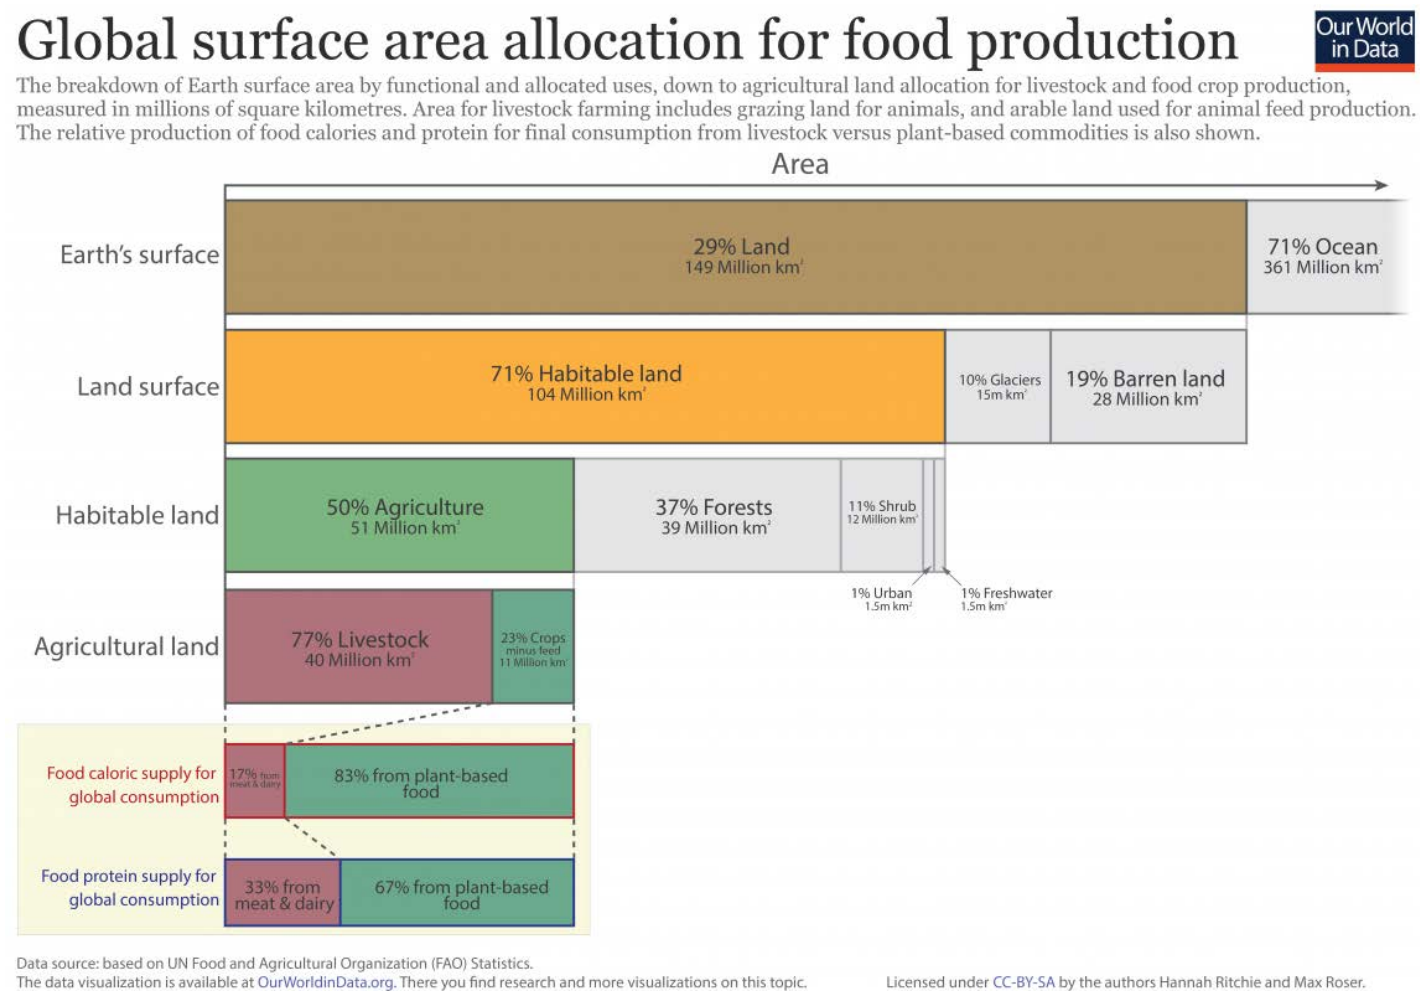 Global surface area allocation for food production
Our World
in Data
The breakdown of Earth surface area by functional and allocated uses, down to agricultural land allocation for livestock and food crop production,
measured in millions of square kilometres. Area for livestock farming includes grazing land for animals, and arable land used for animal feed production.
The relative production of food calories and protein for final consumption from livestock versus plant-based commodities is also shown.
Area
Earth's surface
29% Land
149 Million km²
71% Ocean
361 Million km²
Land surface
71% Habitable land
104 Million km²
10% Glaciers
15m km²
19% Barren land
28 Million km²
Habitable land
50% Agriculture
51 Million km²
37% Forests
39 Million km²
11% Shrub
12 Million km²
1% Urban
1.5m km²
1% Freshwater
1.5m km²
Agricultural land
77% Livestock
40 Million km²
23% Crops
minus feed
11 Million km²
Food caloric supply for
global consumption
17% from
meat & dairy
83% from plant-based
food
Food protein supply for
global consumption
33% from
meat & dairy
67% from plant-based
food
Data source: based on UN Food and Agricultural Organization (FAO) Statistics.
The data visualization is available at OurWorldinData.org. There you find research and more visualizations on this topic.
Licensed under CC-BY-SA by the authors Hannah Ritchie and Max Roser.